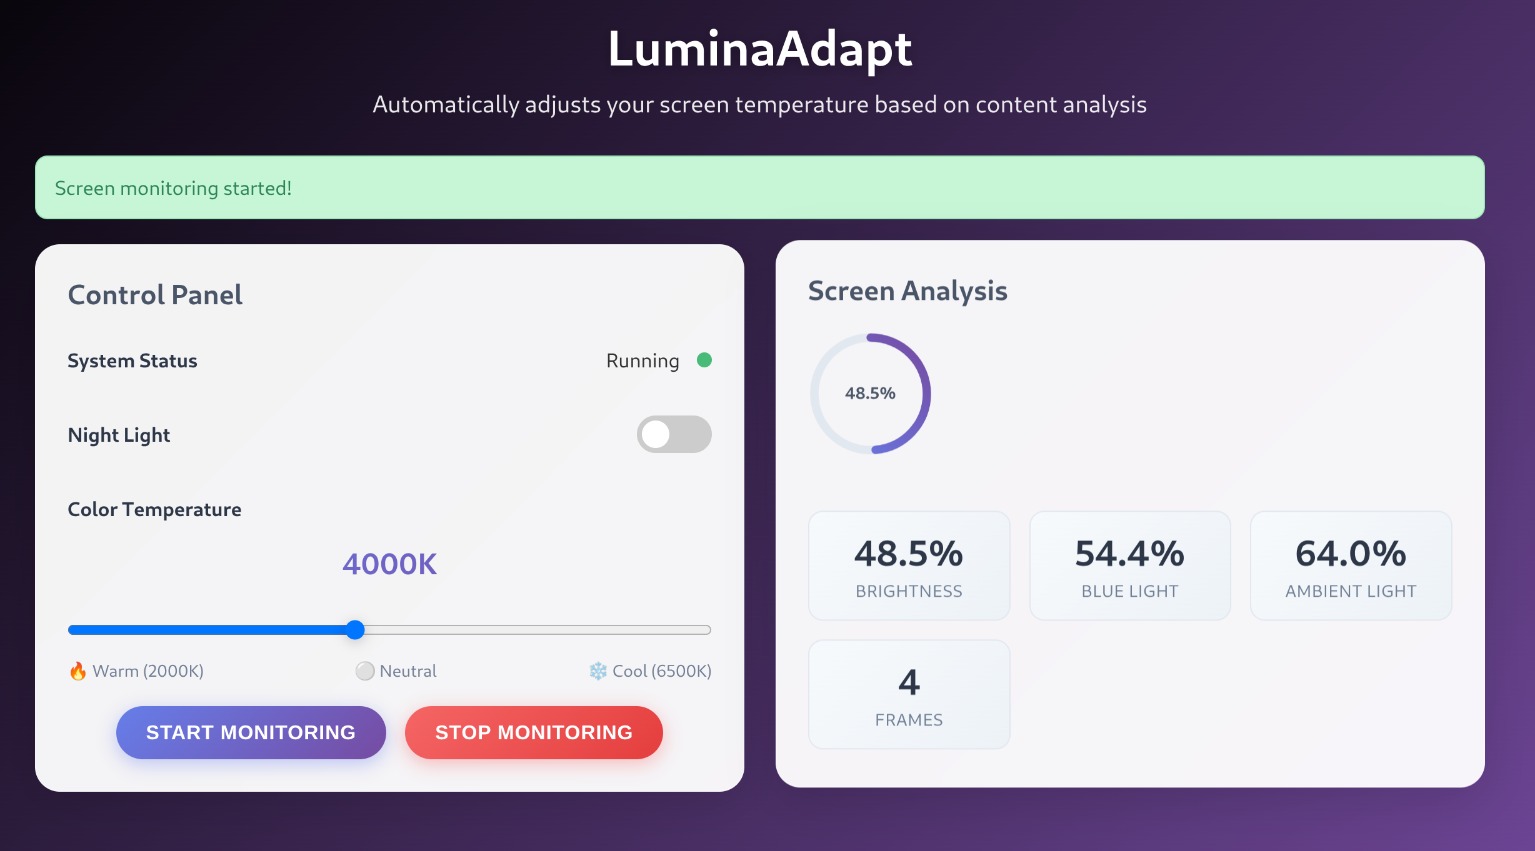 LuminaAdapt
Automatically adjusts your screen temperature based on content analysis
Screen monitoring started!
Control Panel
System Status
Running
Night Light
Color Temperature
4000K
🔥 Warm (2000K)
⚪ Neutral
❄️ Cool (6500K)
START MONITORING
STOP MONITORING
Screen Analysis
48.5%
48.5%
BRIGHTNESS
54.4%
BLUE LIGHT
64.0%
AMBIENT LIGHT
4
FRAMES